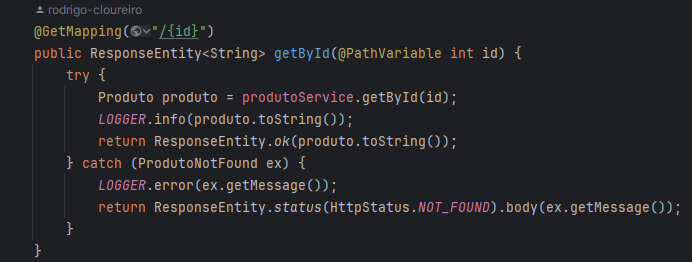 rodrigo-cloureiro
@GetMapping("/{id}")
public ResponseEntity<String> getById(@PathVariable int id) {
try {
Produto produto = produtoService.getById(id);
LOGGER.info(produto.toString());
return ResponseEntity.ok(produto.toString());
} catch (ProdutoNotFound ex) {
LOGGER.error(ex.getMessage());
return ResponseEntity.status(HttpStatus.NOT_FOUND).body(ex.getMessage());
}
}